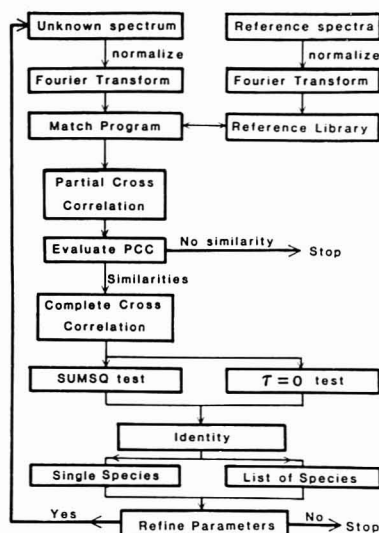 Unknown spectrum
Reference spectra
normalize
normalize
Fourier Transform
Fourier Transform
Match Program
Reference Library
Partial Cross
Correlation
Evaluate PCC
No similarity
Stop
Similarities
Complete Cross
Correlation
SUMSQ test
τ=0 test
Identity
Single Species
List of Species
Yes
Refine Parameters
No
Stop